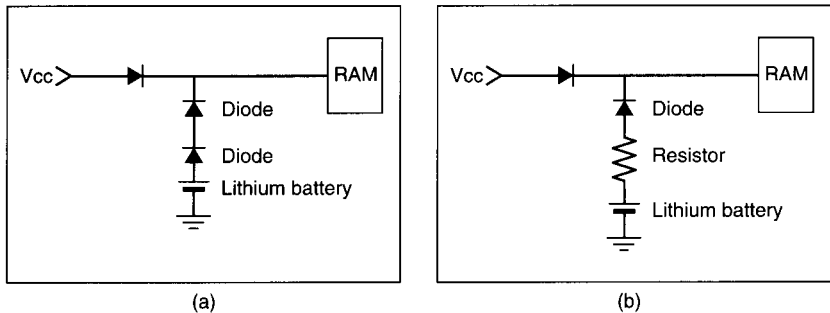 Vcc
RAM
Diode
Diode
Lithium battery
(a)
Vcc
RAM
Diode
Resistor
Lithium battery
(b)